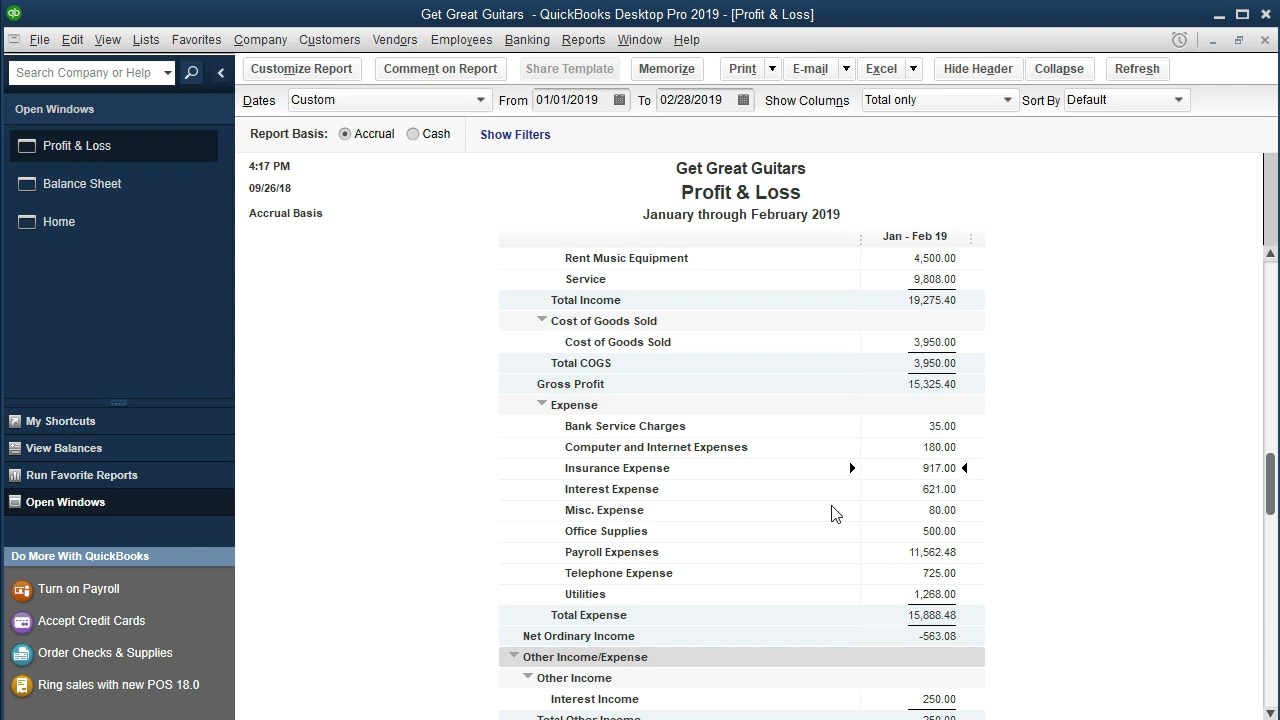 Get Great Guitars - QuickBooks Desktop Pro 2019 - [Profit & Loss]
File Edit View Lists Favorites Company Customers Vendors Employees Banking Reports Window Help
Search Company or Help
Customize Report Comment on Report Share Template Memorize Print E-mail Excel Hide Header Collapse Refresh
Open Windows
Dates Custom From 01/01/2019 To 02/28/2019 Show Columns Total only Sort By Default
Profit & Loss
Balance Sheet
Home
Report Basis: Accrual Cash Show Filters
4:17 PM
09/26/18
Accrual Basis
Get Great Guitars
Profit & Loss
January through February 2019
Jan - Feb 19
Rent Music Equipment 4,500.00
Service 9,808.00
Total Income 19,275.40
Cost of Goods Sold
Cost of Goods Sold 3,950.00
Total COGS 3,950.00
Gross Profit 15,325.40
Expense
Bank Service Charges 35.00
Computer and Internet Expenses 180.00
Insurance Expense 917.00
Interest Expense 621.00
Misc. Expense 80.00
Office Supplies 500.00
Payroll Expenses 11,562.48
Telephone Expense 725.00
Utilities 1,268.00
Total Expense 15,888.48
Net Ordinary Income -563.08
Other Income/Expense
Other Income
Interest Income 250.00
Total Other Income 250.00
My Shortcuts
View Balances
Run Favorite Reports
Open Windows
Do More With QuickBooks
Turn on Payroll
Accept Credit Cards
Order Checks & Supplies
Ring sales with new POS 18.0